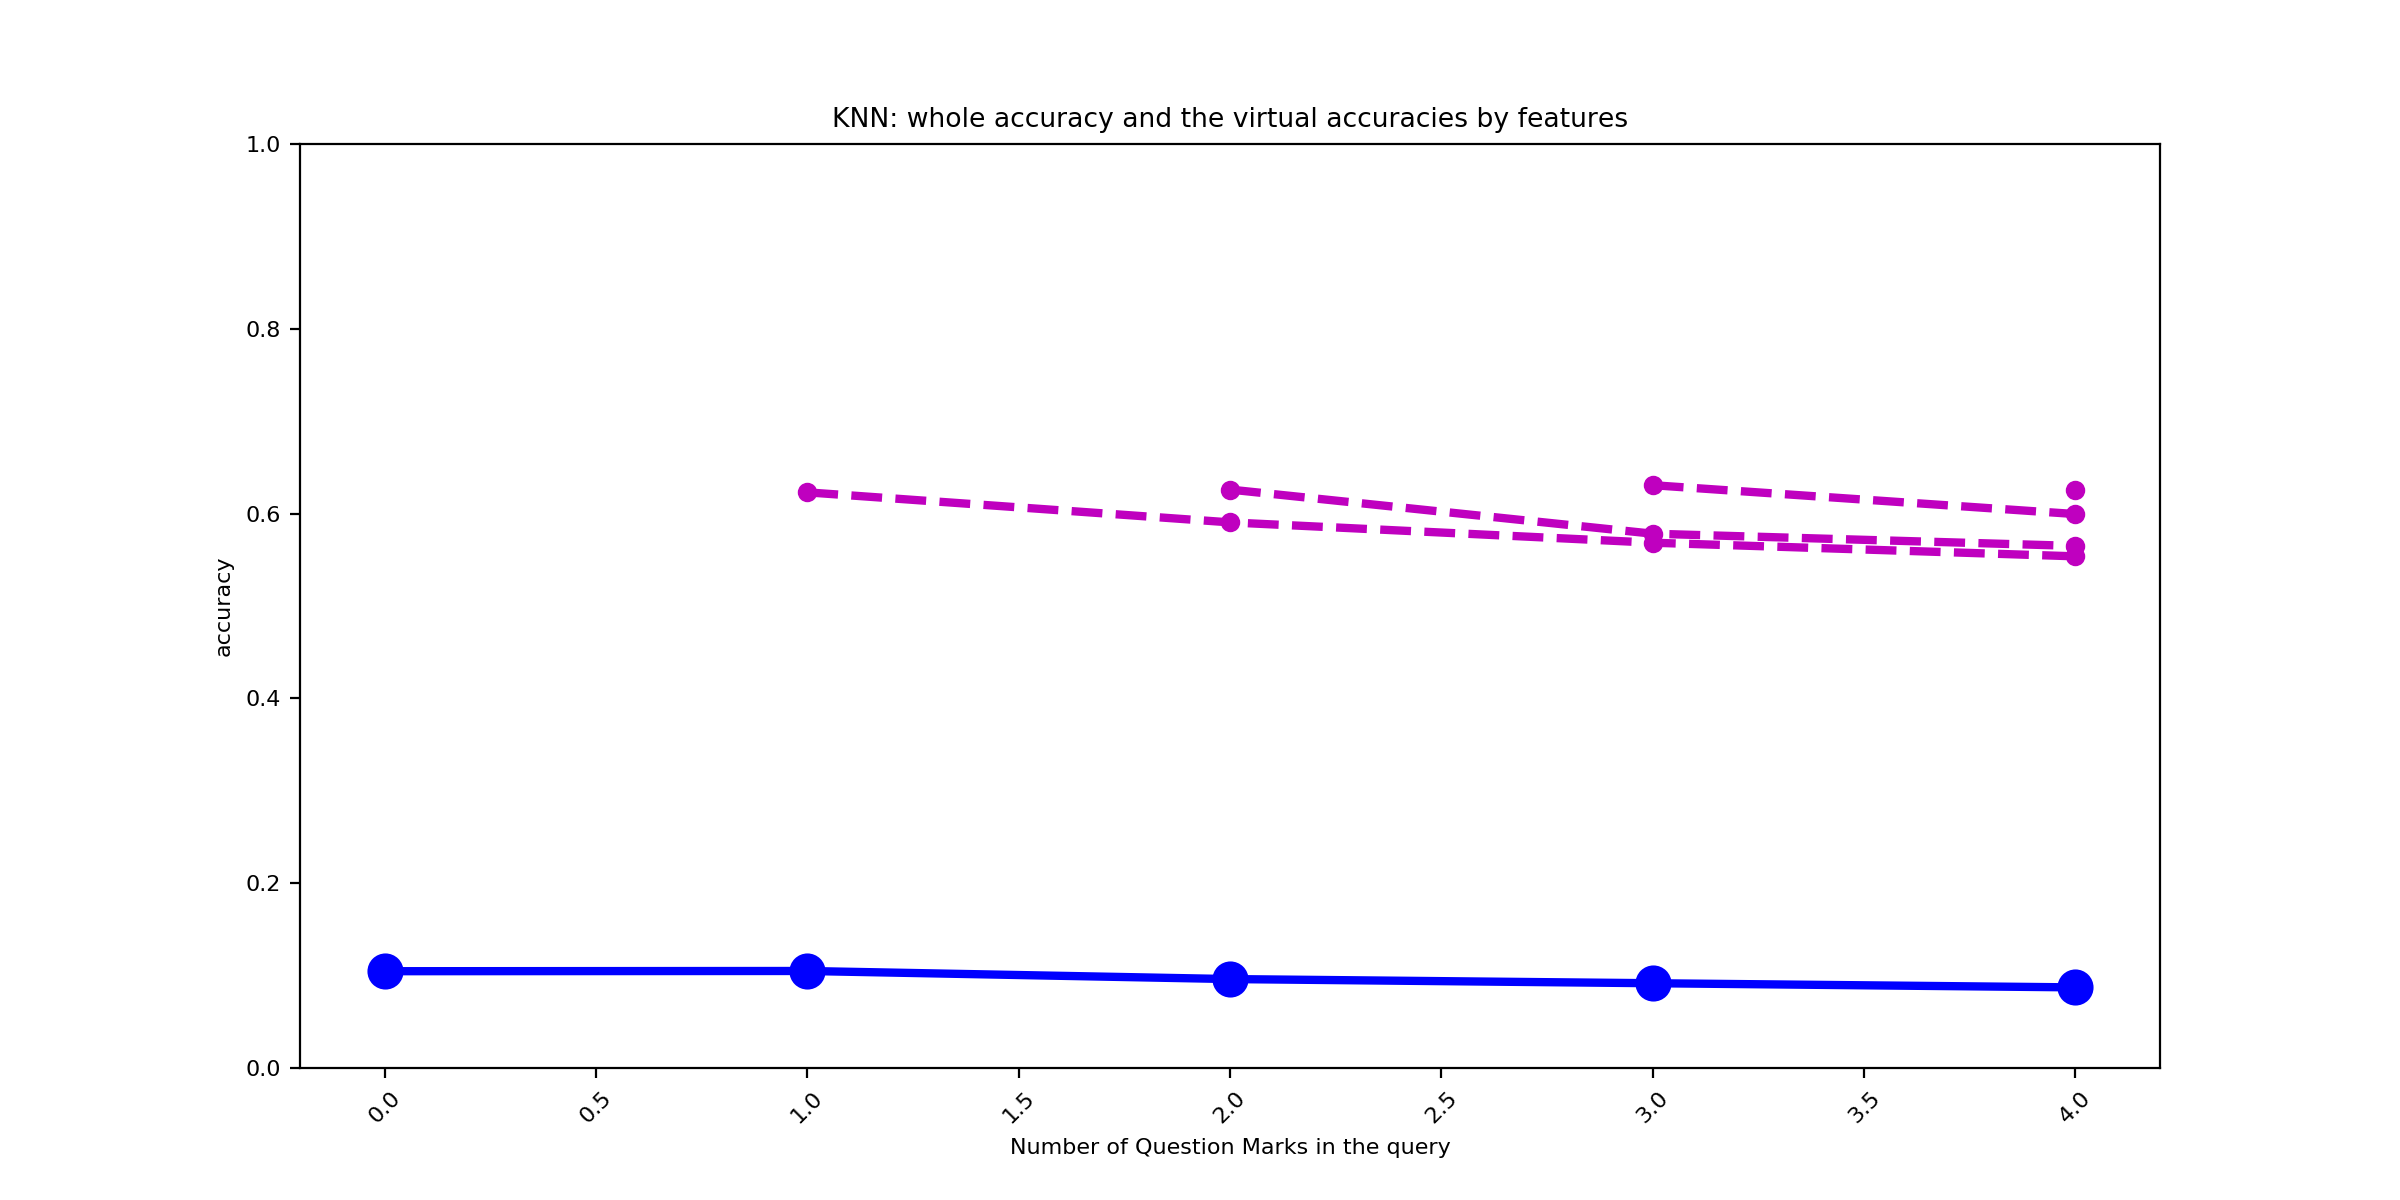 KNN: whole accuracy and the virtual accuracies by features
1.0
0.8
0.6
0.4
0.2
0.0
accuracy
0.0 0.5 1.0 1.5 2.0 2.5 3.0 3.5 4.0
Number of Question Marks in the query